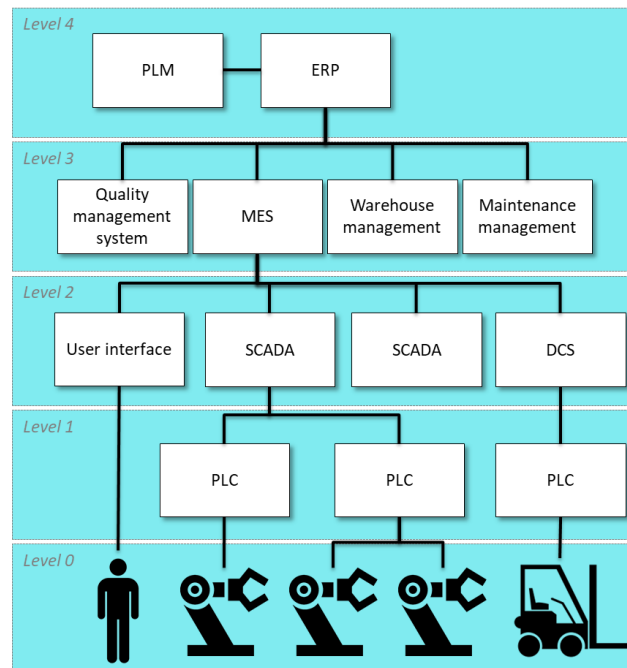 Level 4
PLM
ERP
Level 3
Quality
management
system
MES
Warehouse
management
Maintenance
management
Level 2
User interface
SCADA
SCADA
DCS
Level 1
PLC
PLC
PLC
Level 0